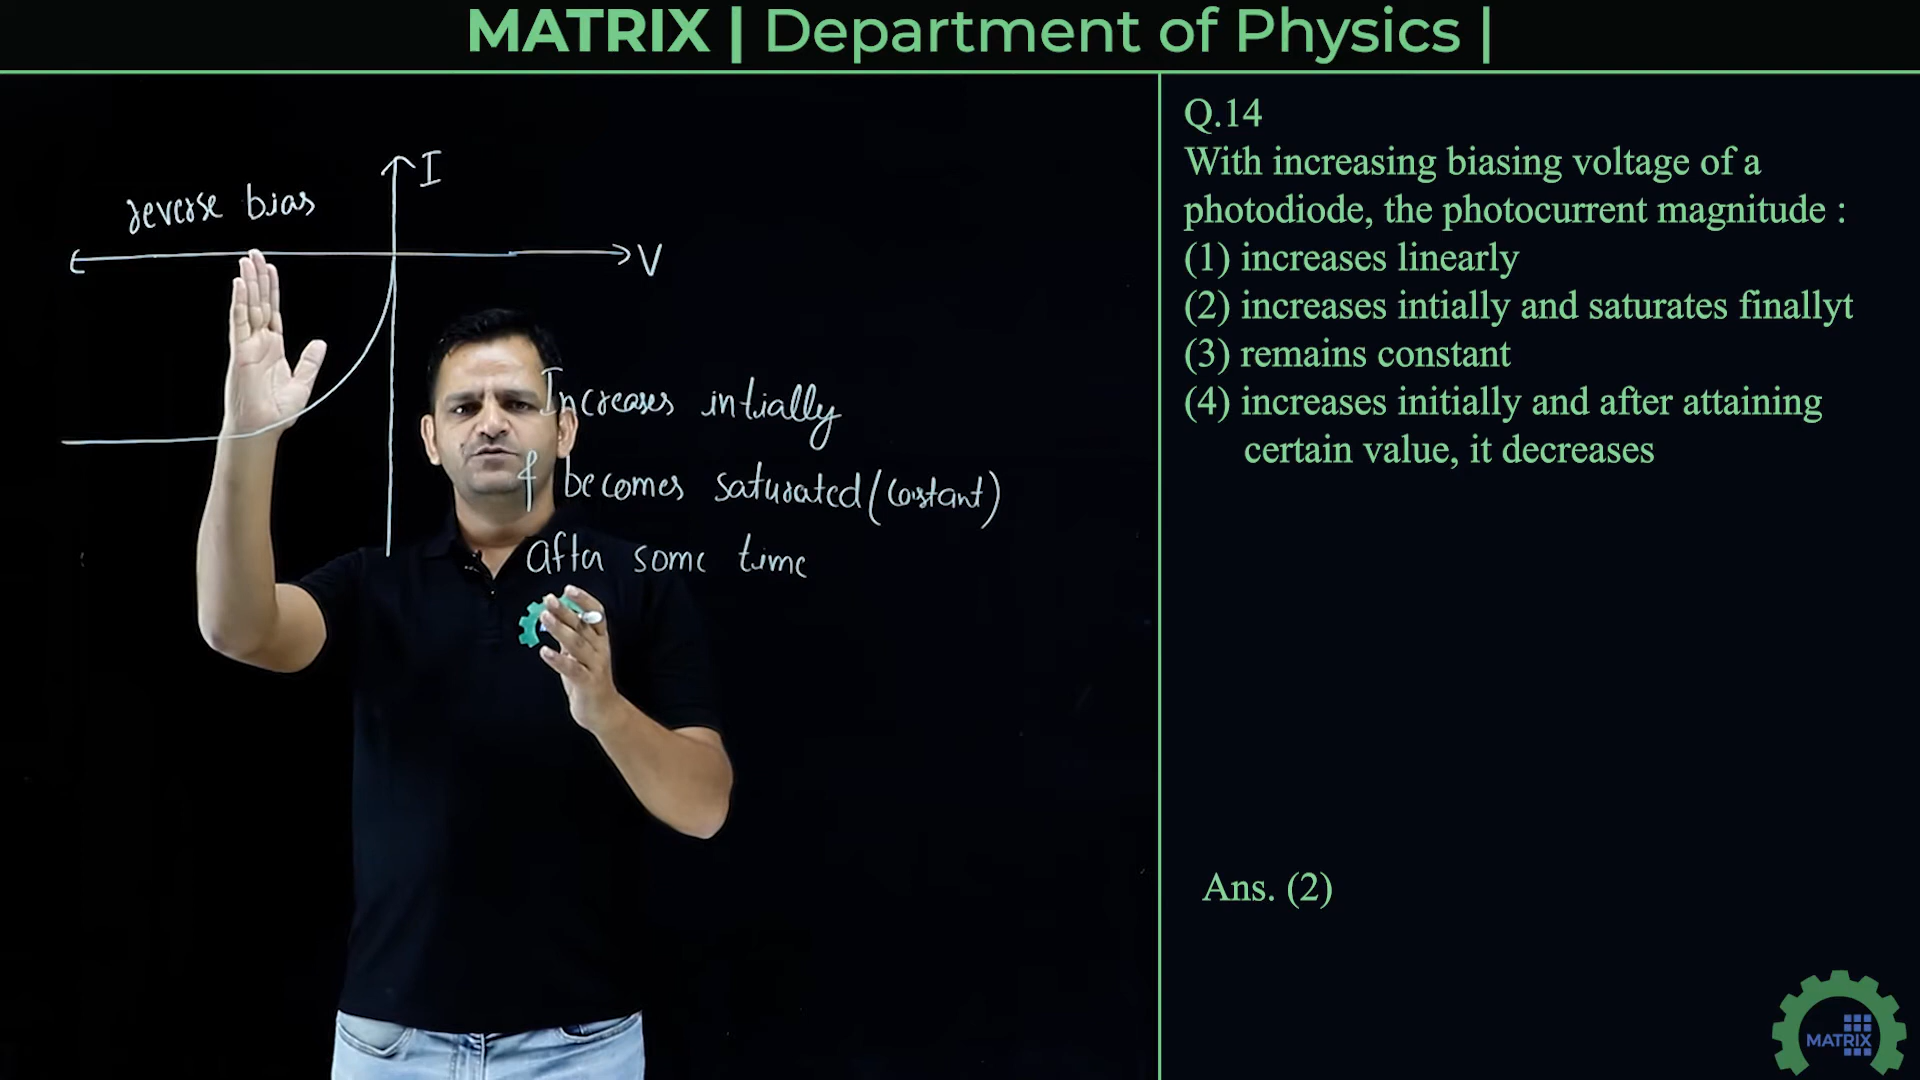 MATRIX | Department of Physics |
reverse bias
I
V
Increases intially
& becomes saturated (constant)
After some time
Q.14
With increasing biasing voltage of a
photodiode, the photocurrent magnitude :
(1) increases linearly
(2) increases intially and saturates finallyt
(3) remains constant
(4) increases initially and after attaining
certain value, it decreases
Ans. (2)
MATRIX